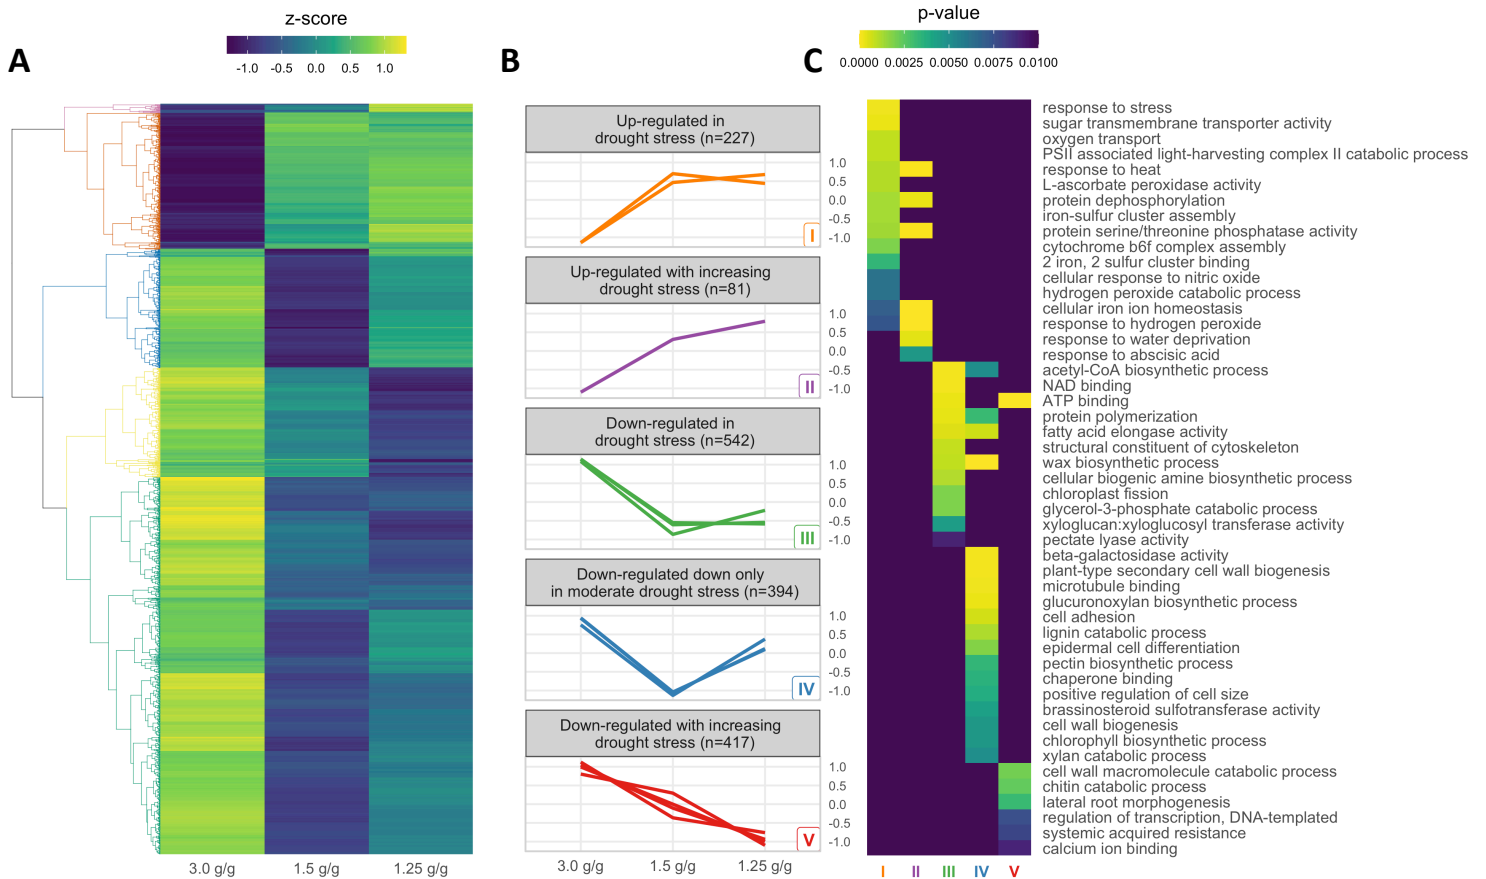 A
z-score
-1.0 -0.5 0.0 0.5 1.0
3.0 g/g 1.5 g/g 1.25 g/g
B
Up-regulated in
drought stress (n=227)
1.0
0.5
0.0
-0.5
-1.0
I
Up-regulated with increasing
drought stress (n=81)
1.0
0.5
0.0
-0.5
-1.0
II
Down-regulated in
drought stress (n=542)
1.0
0.5
0.0
-0.5
-1.0
III
Down-regulated down only
in moderate drought stress (n=394)
1.0
0.5
0.0
-0.5
-1.0
IV
Down-regulated with increasing
drought stress (n=417)
1.0
0.5
0.0
-0.5
-1.0
V
3.0 g/g 1.5 g/g 1.25 g/g
C
p-value
0.0000 0.0025 0.0050 0.0075 0.0100
response to stress
sugar transmembrane transporter activity
oxygen transport
PSII associated light-harvesting complex II catabolic process
response to heat
L-ascorbate peroxidase activity
protein dephosphorylation
iron-sulfur cluster assembly
protein serine/threonine phosphatase activity
cytochrome b6f complex assembly
2 iron, 2 sulfur cluster binding
cellular response to nitric oxide
hydrogen peroxide catabolic process
cellular iron ion homeostasis
response to hydrogen peroxide
response to water deprivation
response to abscisic acid
acetyl-CoA biosynthetic process
NAD binding
ATP binding
protein polymerization
fatty acid elongase activity
structural constituent of cytoskeleton
wax biosynthetic process
cellular biogenic amine biosynthetic process
chloroplast fission
glycerol-3-phosphate catabolic process
xyloglucan:xyloglucosyl transferase activity
pectate lyase activity
beta-galactosidase activity
plant-type secondary cell wall biogenesis
microtubule binding
glucuronoxylan biosynthetic process
cell adhesion
lignin catabolic process
epidermal cell differentiation
pectin biosynthetic process
chaperone binding
positive regulation of cell size
brassinosteroid sulfotransferase activity
cell wall biogenesis
chlorophyll biosynthetic process
xylan catabolic process
cell wall macromolecule catabolic process
chitin catabolic process
lateral root morphogenesis
regulation of transcription, DNA-templated
systemic acquired resistance
calcium ion binding
I II III IV V